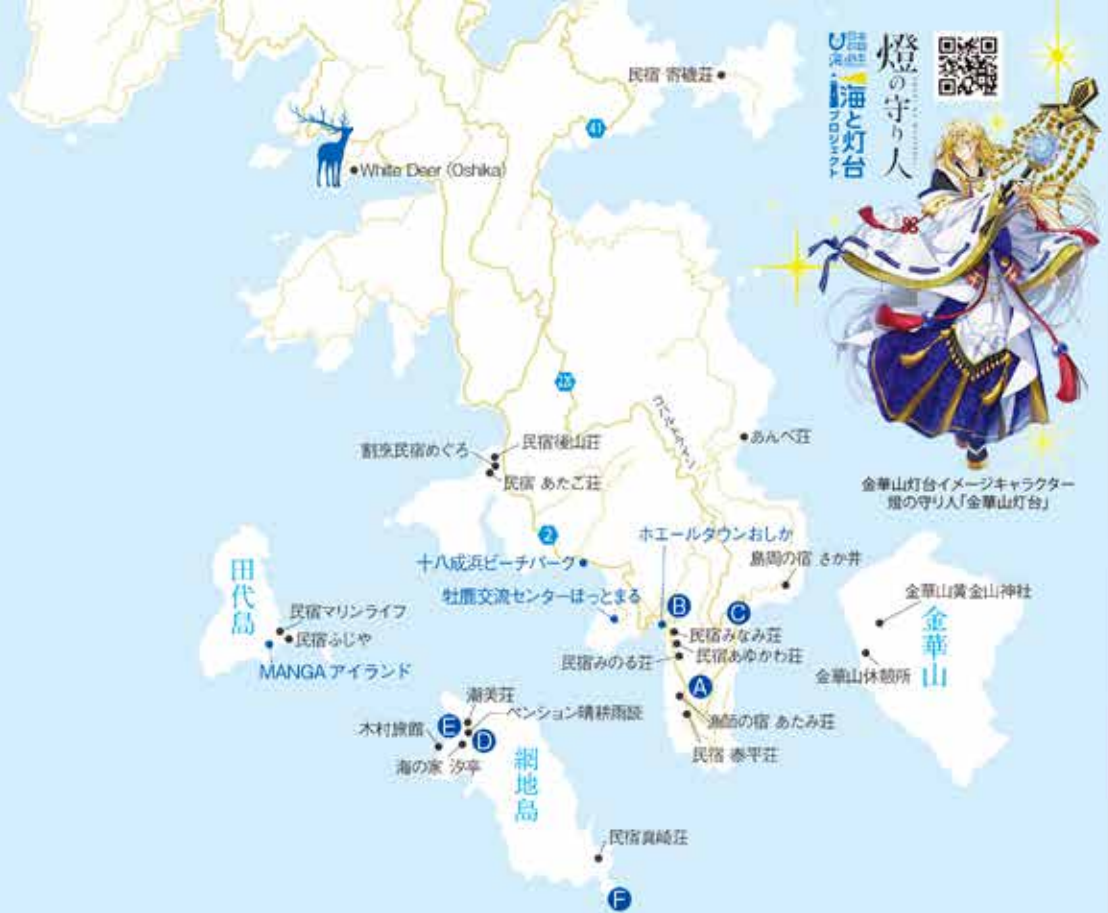 民宿 寄磯荘
日本財団
海と灯台
プロジェクト
燈の守り人
41
White Deer (Oshika)
220
コバルトライン
あんべ荘
民宿後山荘
割烹民宿めぐろ
民宿 あたご荘
金華山灯台イメージキャラクター
燈の守り人「金華山灯台」
2
ホエールタウンおしか
十八成浜ビーチパーク
島周の宿 さか井
牡鹿交流センターほっとまる
田代島
民宿マリンライフ
民宿ふじや
MANGA アイランド
B
C
民宿みなみ荘
民宿あゆかわ荘
民宿みのる荘
A
漁師の宿 あたみ荘
民宿 泰平荘
金華山黄金山神社
金華山
金華山休憩所
潮美荘
ペンション晴耕雨読
木村旅館
E
D
海の家 汐亭
網地島
民宿真崎荘
F